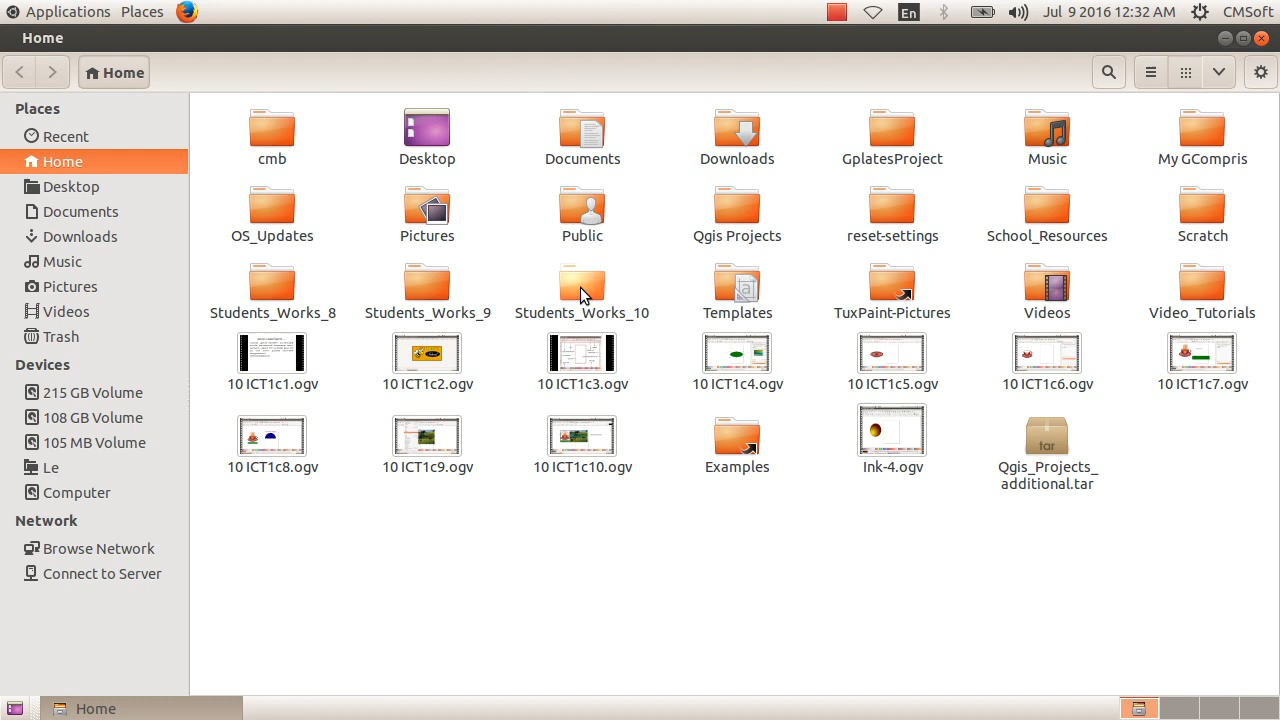 Applications Places En Jul 9 2016 12:32 AM CMSoft
Home
Home
Places
Recent
Home
Desktop
Documents
Downloads
Music
Pictures
Videos
Trash
Devices
215 GB Volume
108 GB Volume
105 MB Volume
Le
Computer
Network
Browse Network
Connect to Server
cmb Desktop Documents Downloads GplatesProject Music My GCompris
OS_Updates Pictures Public Qgis Projects reset-settings School_Resources Scratch
Students_Works_8 Students_Works_9 Students_Works_10 Templates TuxPaint-Pictures Videos Video_Tutorials
10 ICT1c1.ogv 10 ICT1c2.ogv 10 ICT1c3.ogv 10 ICT1c4.ogv 10 ICT1c5.ogv 10 ICT1c6.ogv 10 ICT1c7.ogv
tar
10 ICT1c8.ogv 10 ICT1c9.ogv 10 ICT1c10.ogv Examples Ink-4.ogv Qgis_Projects_
additional.tar
Home